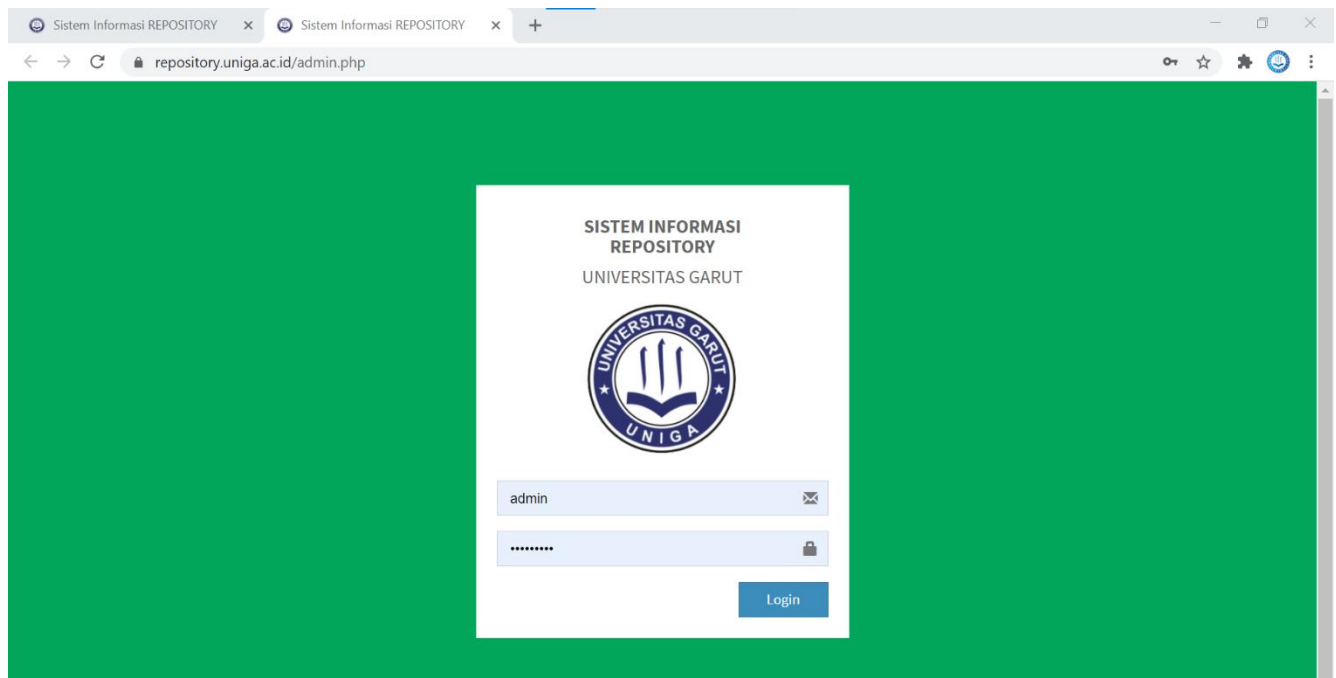 Sistem Informasi REPOSITORY
Sistem Informasi REPOSITORY
repository.uniga.ac.id/admin.php
SISTEM INFORMASI
REPOSITORY
UNIVERSITAS GARUT
UNIVERSITAS GARUT
UNIGA
admin
•••••••••
Login